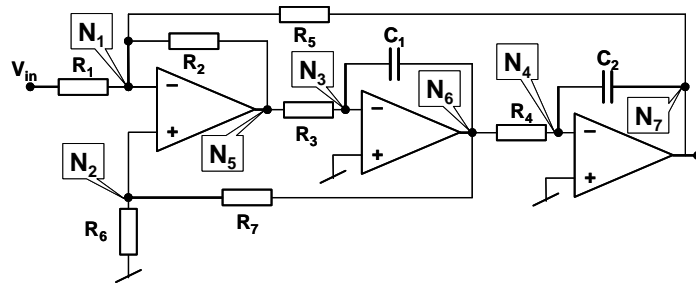 N1
R5
C1
Vin
R1
R2
N3
N4
C2
−
−
−
R3
N6
R4
N7
+
N5
+
+
N2
R7
R6